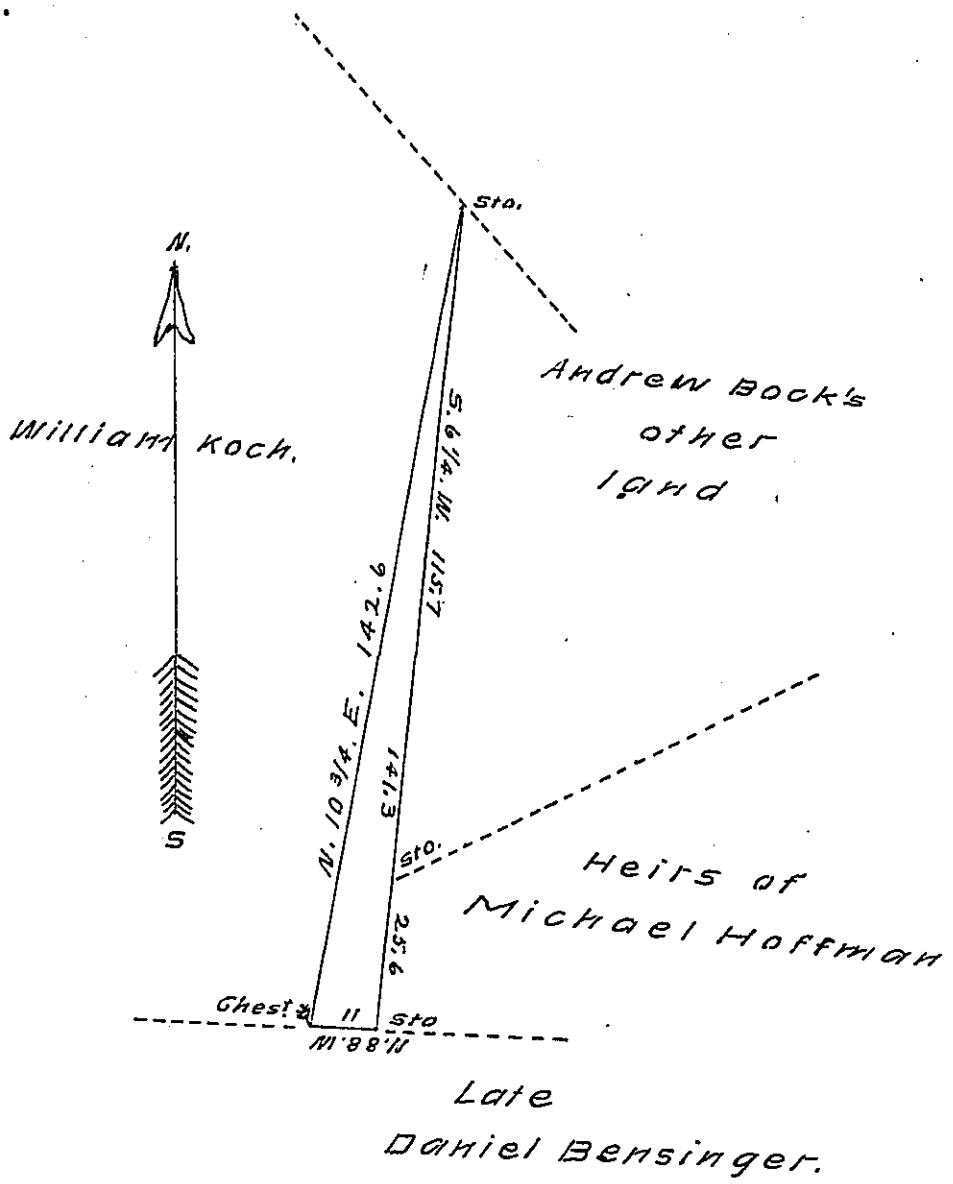 Sto.
N.
Andrew Bock's
other
land
William Koch.
S. 6 1/4. W. 115.7
N. 10 3/4. E. 142.6
141.3
S
Sto.
Heirs of
Michael Hoffman
25.6
Chest.
11
Sto
N. 88. W
Late
Daniel Bensinger.